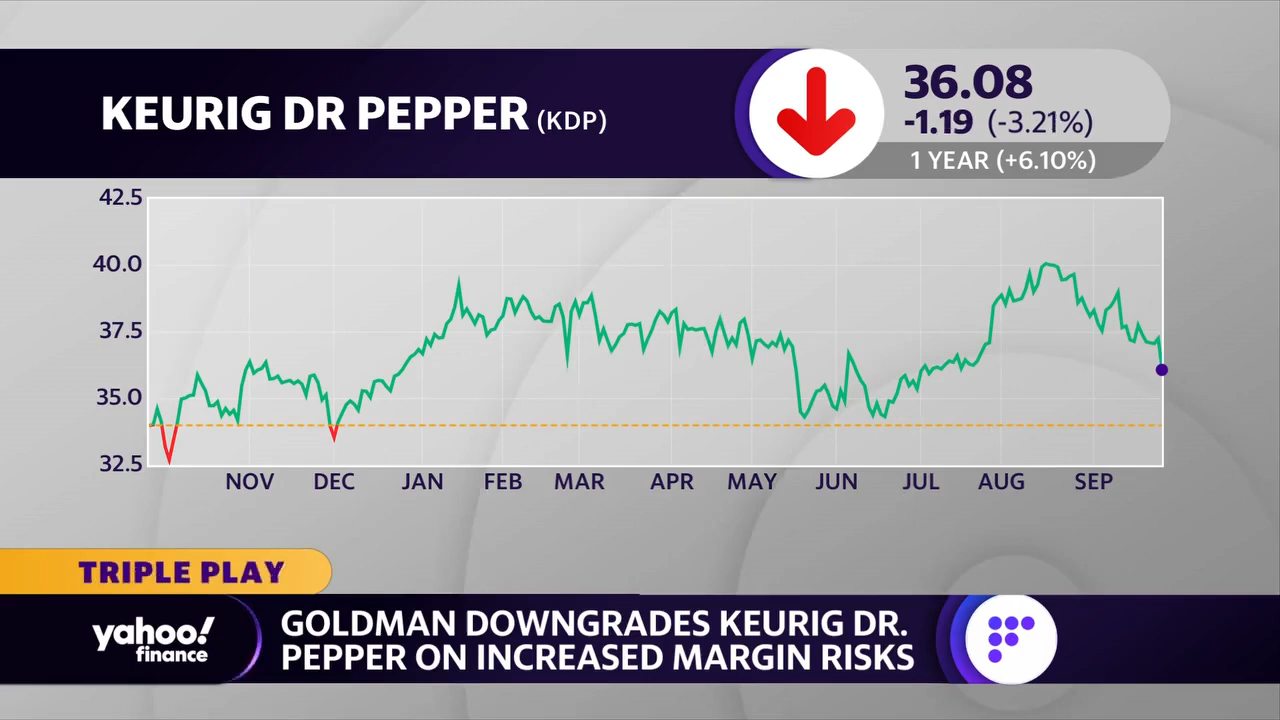 KEURIG DR PEPPER (KDP)
36.08
-1.19 (-3.21%)
1 YEAR (+6.10%)
42.5
40.0
37.5
35.0
32.5
NOV DEC JAN FEB MAR APR MAY JUN JUL AUG SEP
TRIPLE PLAY
yahoo!
finance
GOLDMAN DOWNGRADES KEURIG DR.
PEPPER ON INCREASED MARGIN RISKS